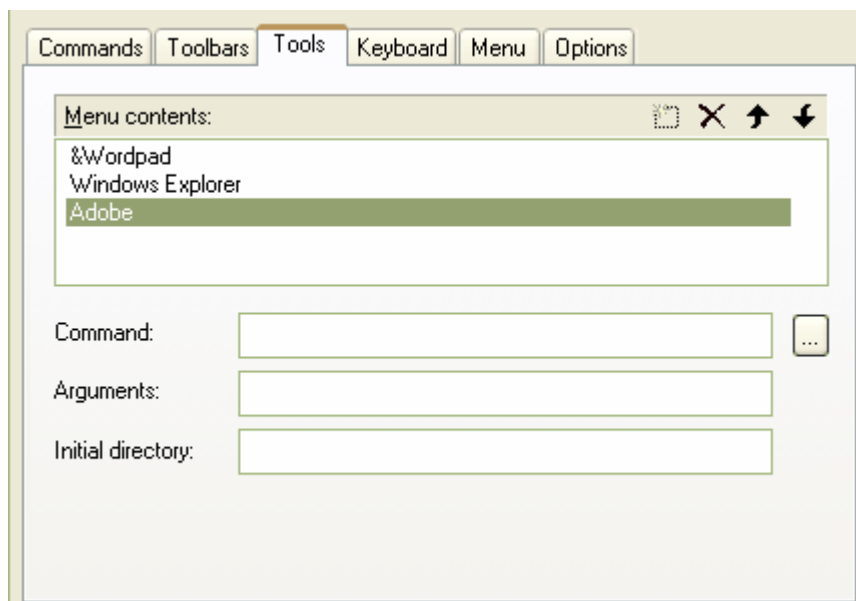 Commands Toolbars Tools Keyboard Menu Options
Menu contents:
&Wordpad
Windows Explorer
Adobe
Command:
...
Arguments:
Initial directory: